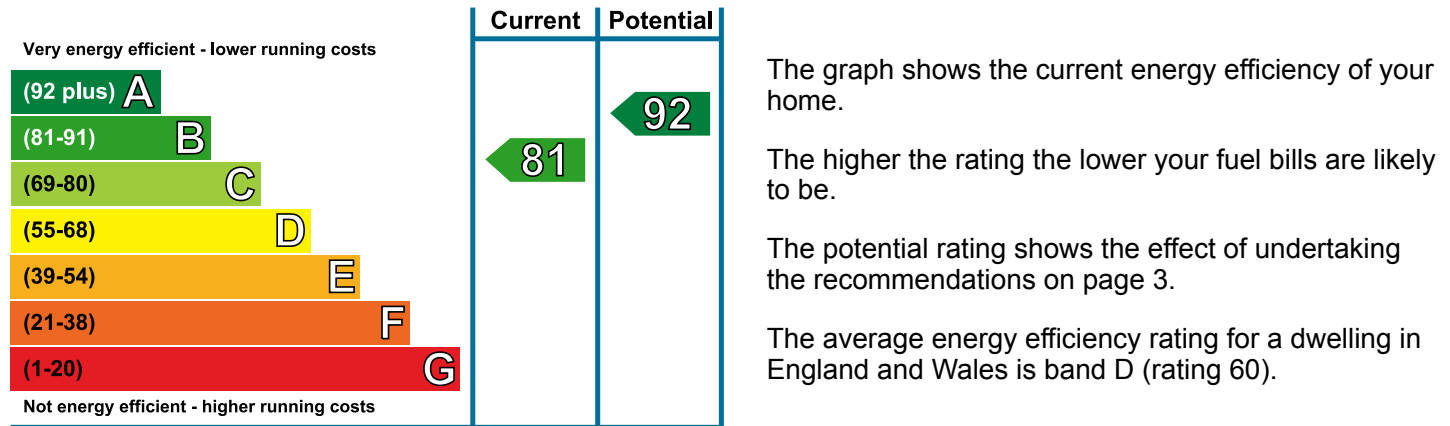 Current Potential
Very energy efficient - lower running costs
(92 plus) A
92
(81-91) B
81
(69-80) C
(55-68) D
(39-54) E
(21-38) F
(1-20) G
Not energy efficient - higher running costs
The graph shows the current energy efficiency of your
home.
The higher the rating the lower your fuel bills are likely
to be.
The potential rating shows the effect of undertaking
the recommendations on page 3.
The average energy efficiency rating for a dwelling in
England and Wales is band D (rating 60).